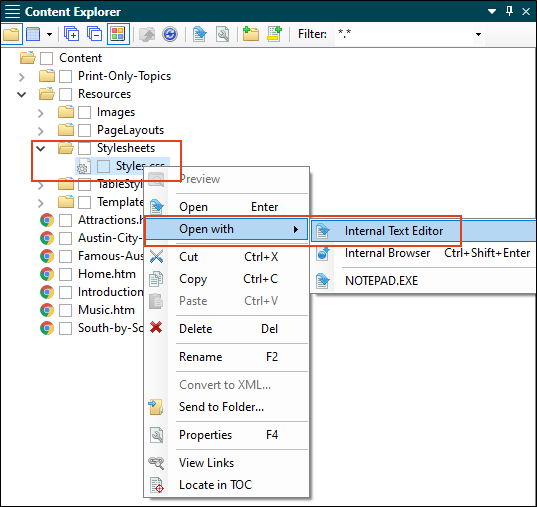 Content Explorer
Filter: *.*
Content
Print-Only-Topics
Resources
Images
PageLayouts
Stylesheets
Styles.css
TableStyl
Template
Attractions.h
Austin-City-
Famous-Aus
Home.htm
Introduction
Music.htm
South-by-So
Preview
Open Enter
Open with
Cut Ctrl+X
Copy Ctrl+C
Paste Ctrl+V
Delete Del
Rename F2
Convert to XML...
Send to Folder...
Properties F4
View Links
Locate in TOC
Internal Text Editor
Internal Browser Ctrl+Shift+Enter
NOTEPAD.EXE